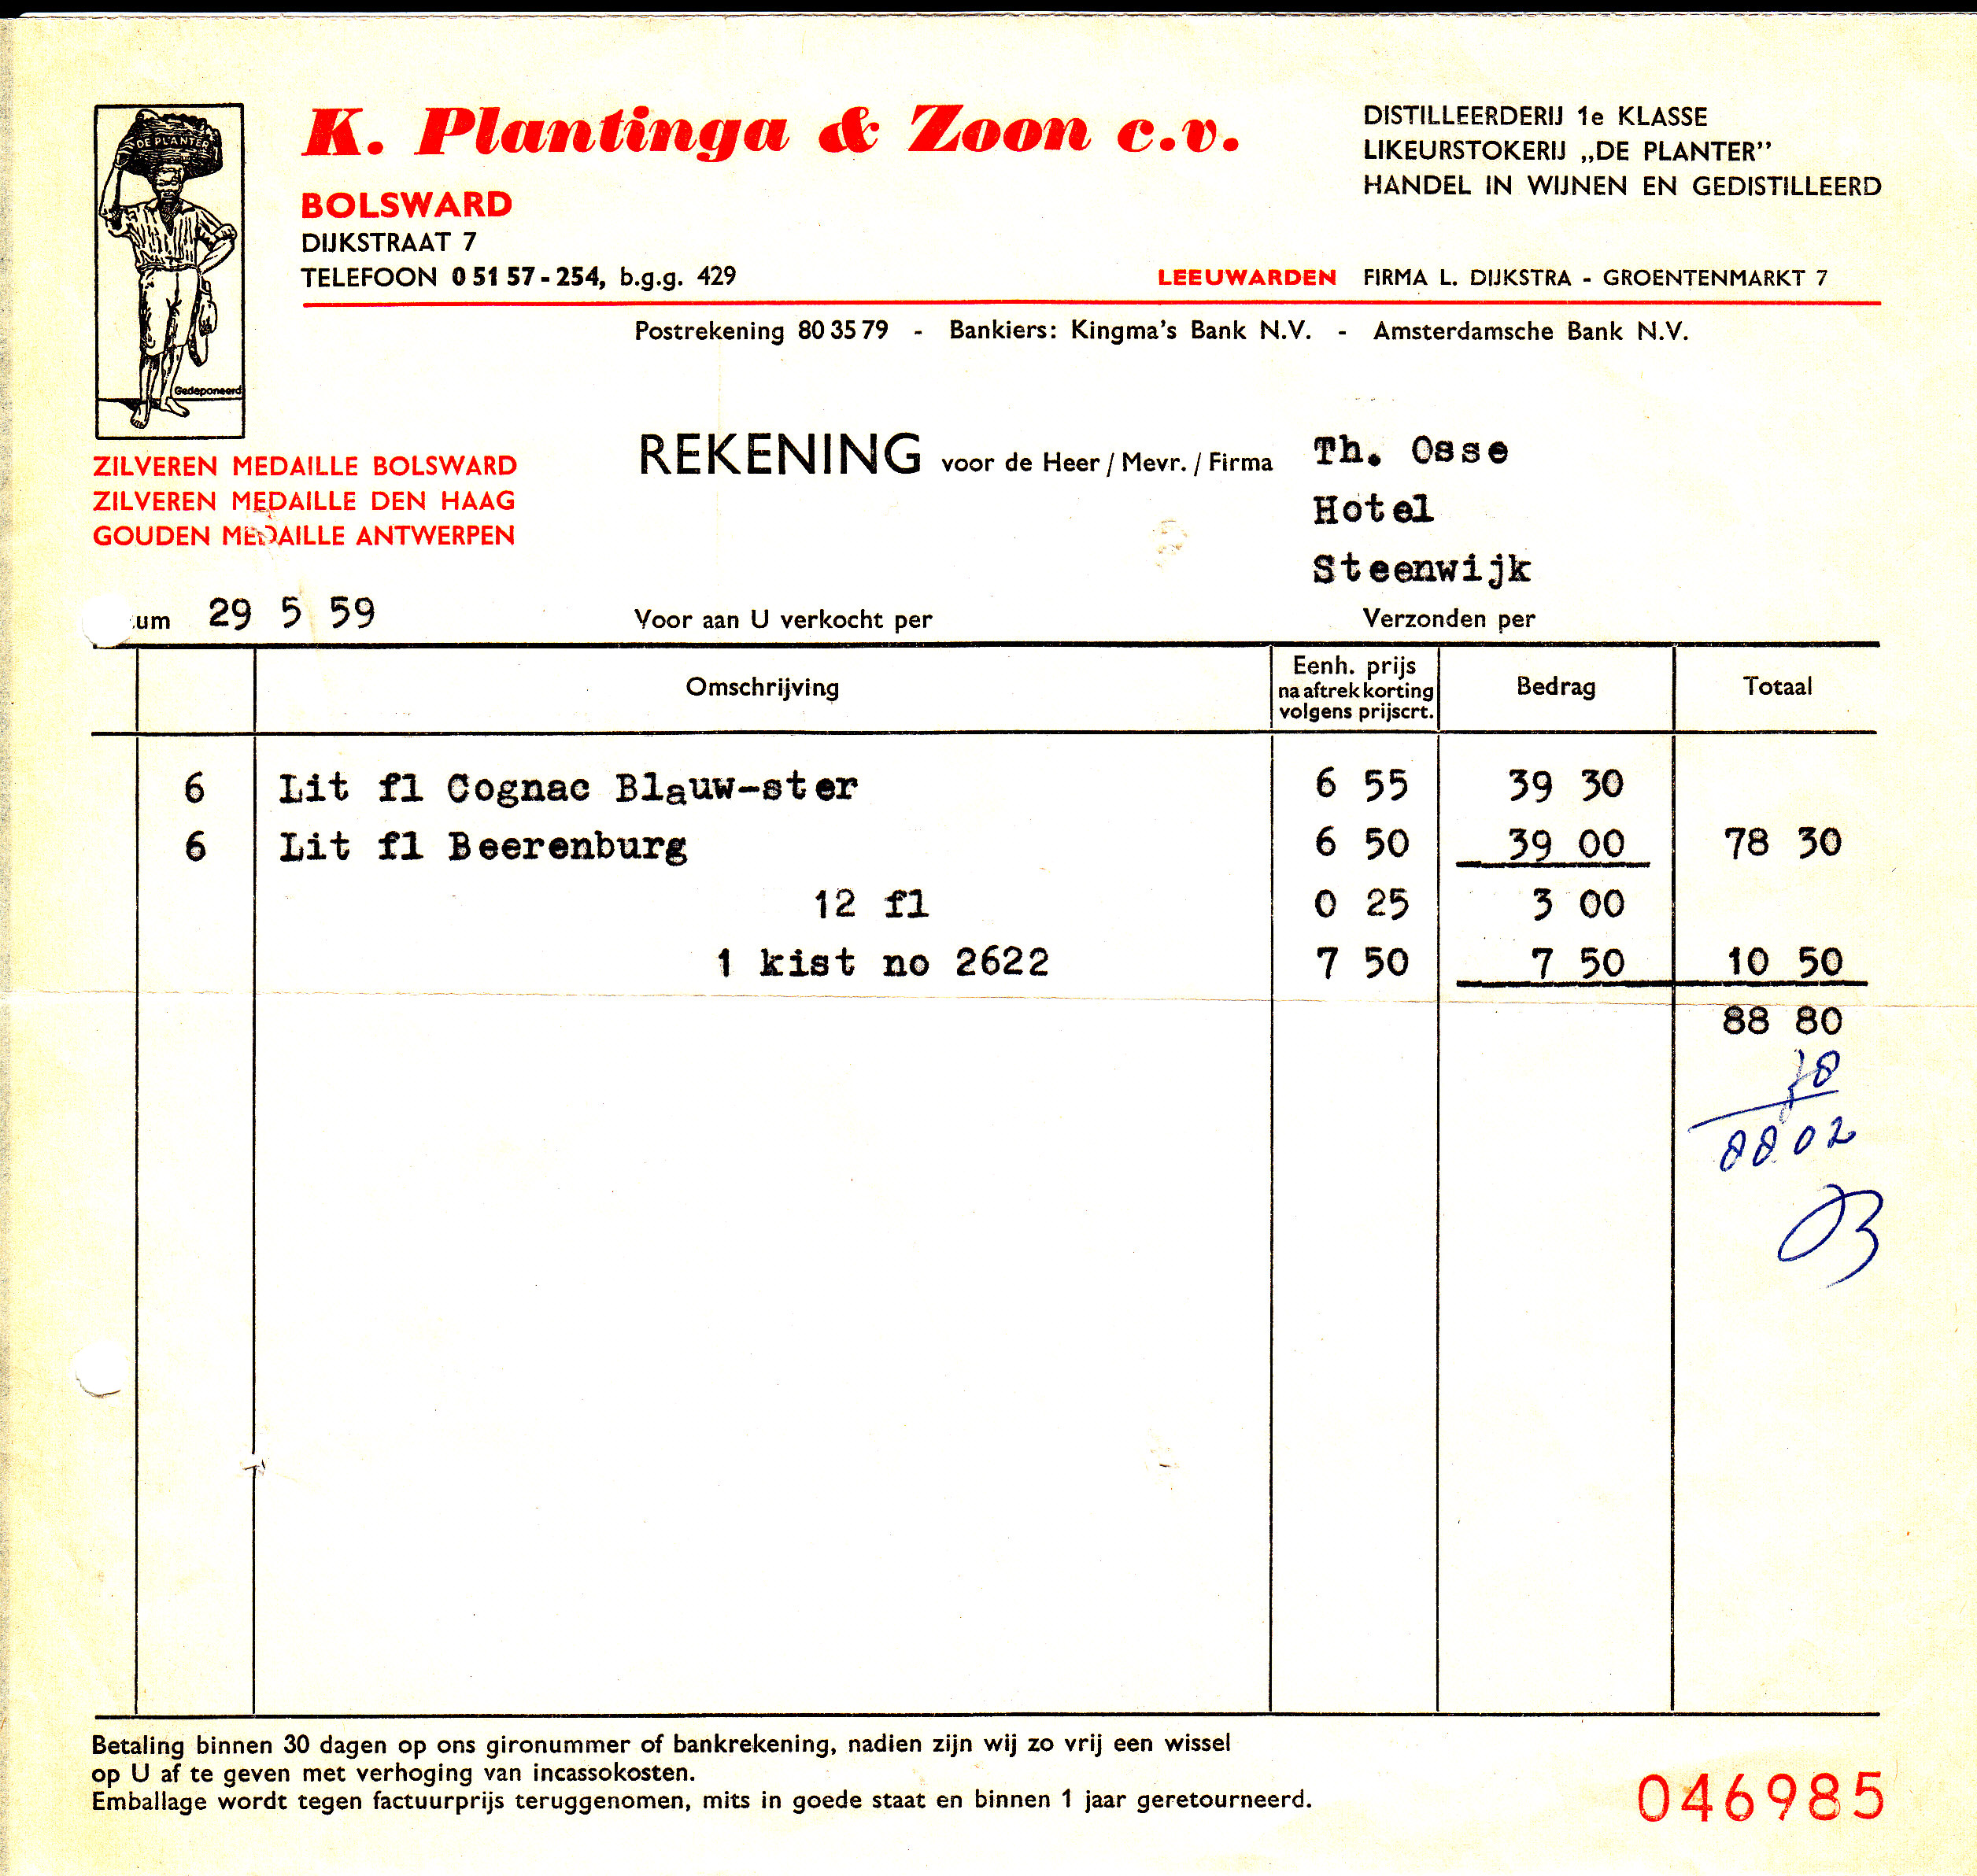 DE PLANTER
Gedeponeerd
K. Plantinga & Zoon c.v.
BOLSWARD
DIJKSTRAAT 7
TELEFOON 0 51 57 - 254, b.g.g. 429
DISTILLEERDERIJ 1e KLASSE
LIKEURSTOKERIJ „DE PLANTER”
HANDEL IN WIJNEN EN GEDISTILLEERD
LEEUWARDEN FIRMA L. DIJKSTRA - GROENTENMARKT 7
Postrekening 80 35 79 - Bankiers: Kingma's Bank N.V. - Amsterdamsche Bank N.V.
ZILVEREN MEDAILLE BOLSWARD
ZILVEREN MEDAILLE DEN HAAG
GOUDEN MEDAILLE ANTWERPEN
REKENING voor de Heer / Mevr. / Firma Th. Osse
Hotel
Steenwijk
um 29 5 59 Voor aan U verkocht per Verzonden per
Omschrijving
Eenh. prijs
na aftrek korting
volgens prijscrt.
Bedrag
Totaal
6 Lit fl Cognac Blauw-ster 6 55 39 30
6 Lit fl Beerenburg 6 50 39 00 78 30
12 fl 0 25 3 00
1 kist no 2622 7 50 7 50 10 50
88 80
78
88 02
Betaling binnen 30 dagen op ons gironummer of bankrekening, nadien zijn wij zo vrij een wissel
op U af te geven met verhoging van incassokosten.
Emballage wordt tegen factuurprijs teruggenomen, mits in goede staat en binnen 1 jaar geretourneerd.
046985